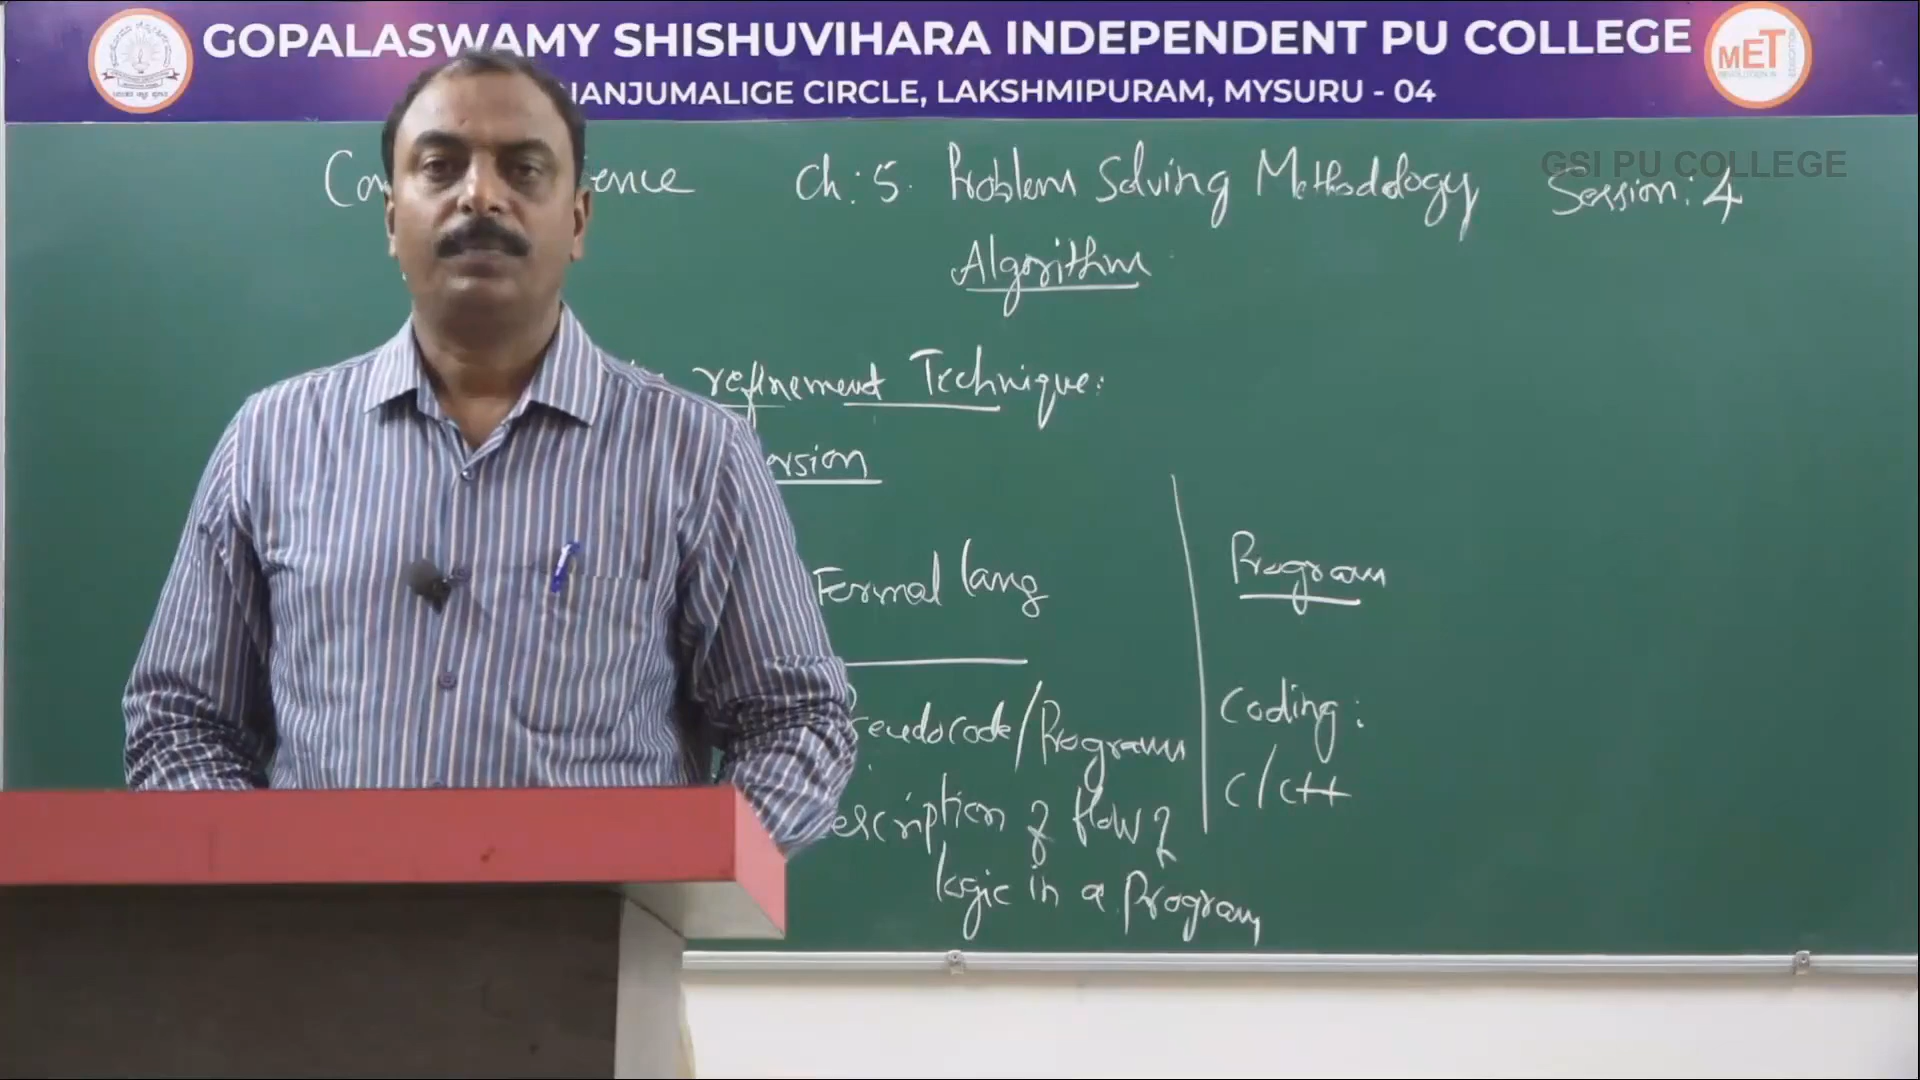 GOPALASWAMY SHISHUVIHARA INDEPENDENT PU COLLEGE
NANJUMALIGE CIRCLE, LAKSHMIPURAM, MYSURU - 04
MET
GSI PU COLLEGE
Ch: 5. Problem Solving Methodology Session: 4
Algorithm
refinement Technique:
Formal lang
Program
Pseudocode/Program
Coding:
C/C++
description of flow of
logic in a Program